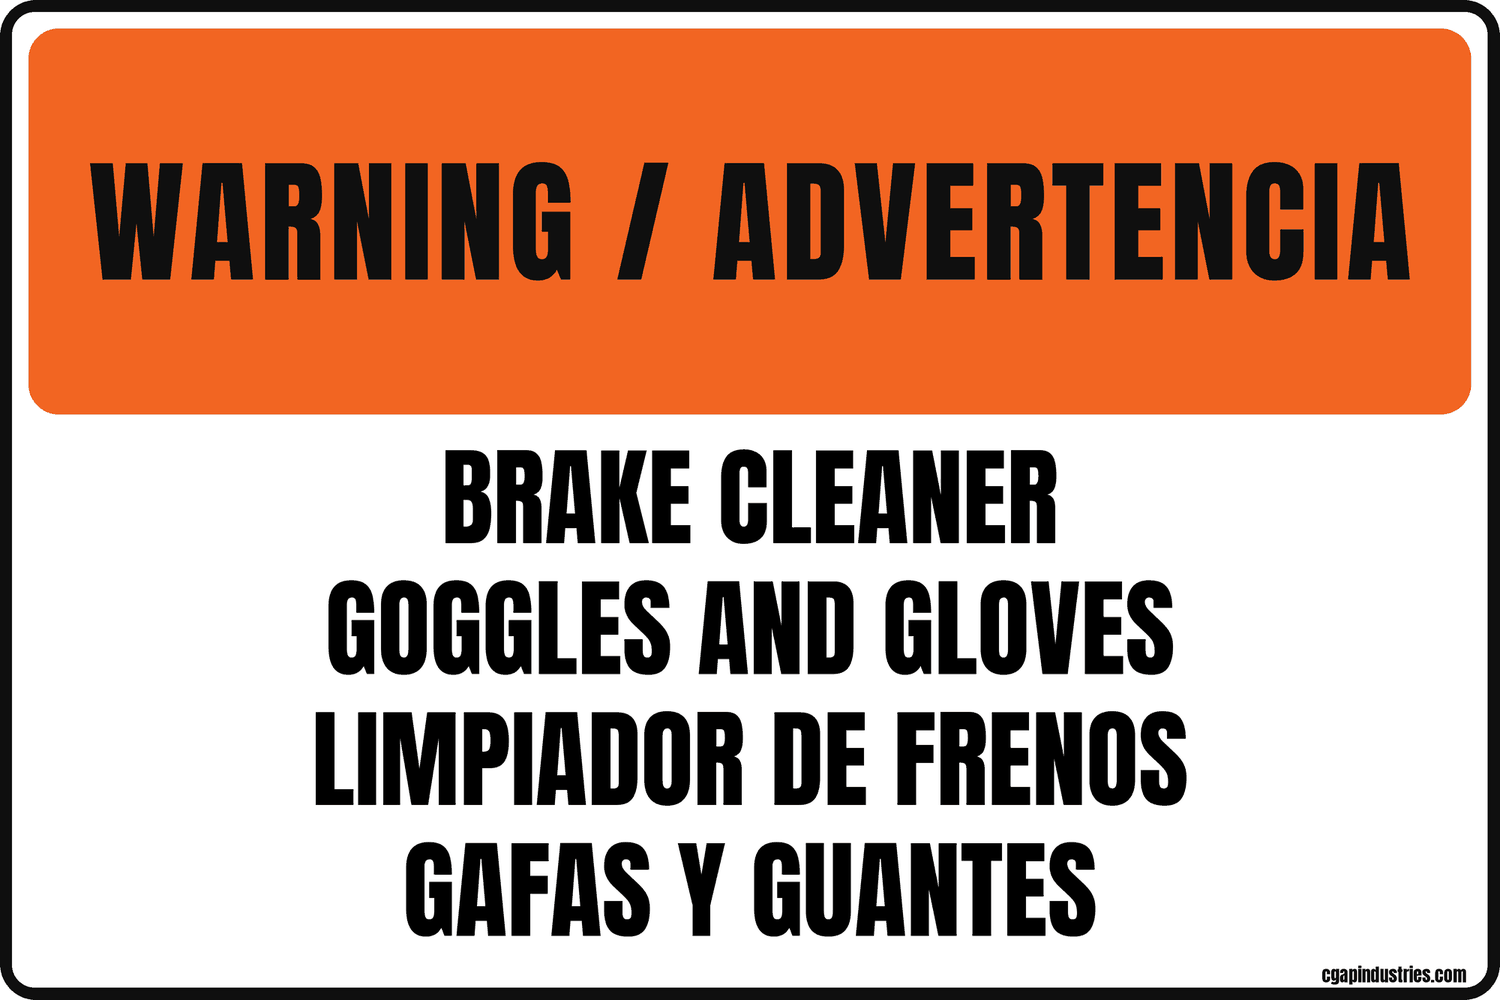 WARNING / ADVERTENCIA
BRAKE CLEANER
GOGGLES AND GLOVES
LIMPIADOR DE FRENOS
GAFAS Y GUANTES
cgapindustries.com